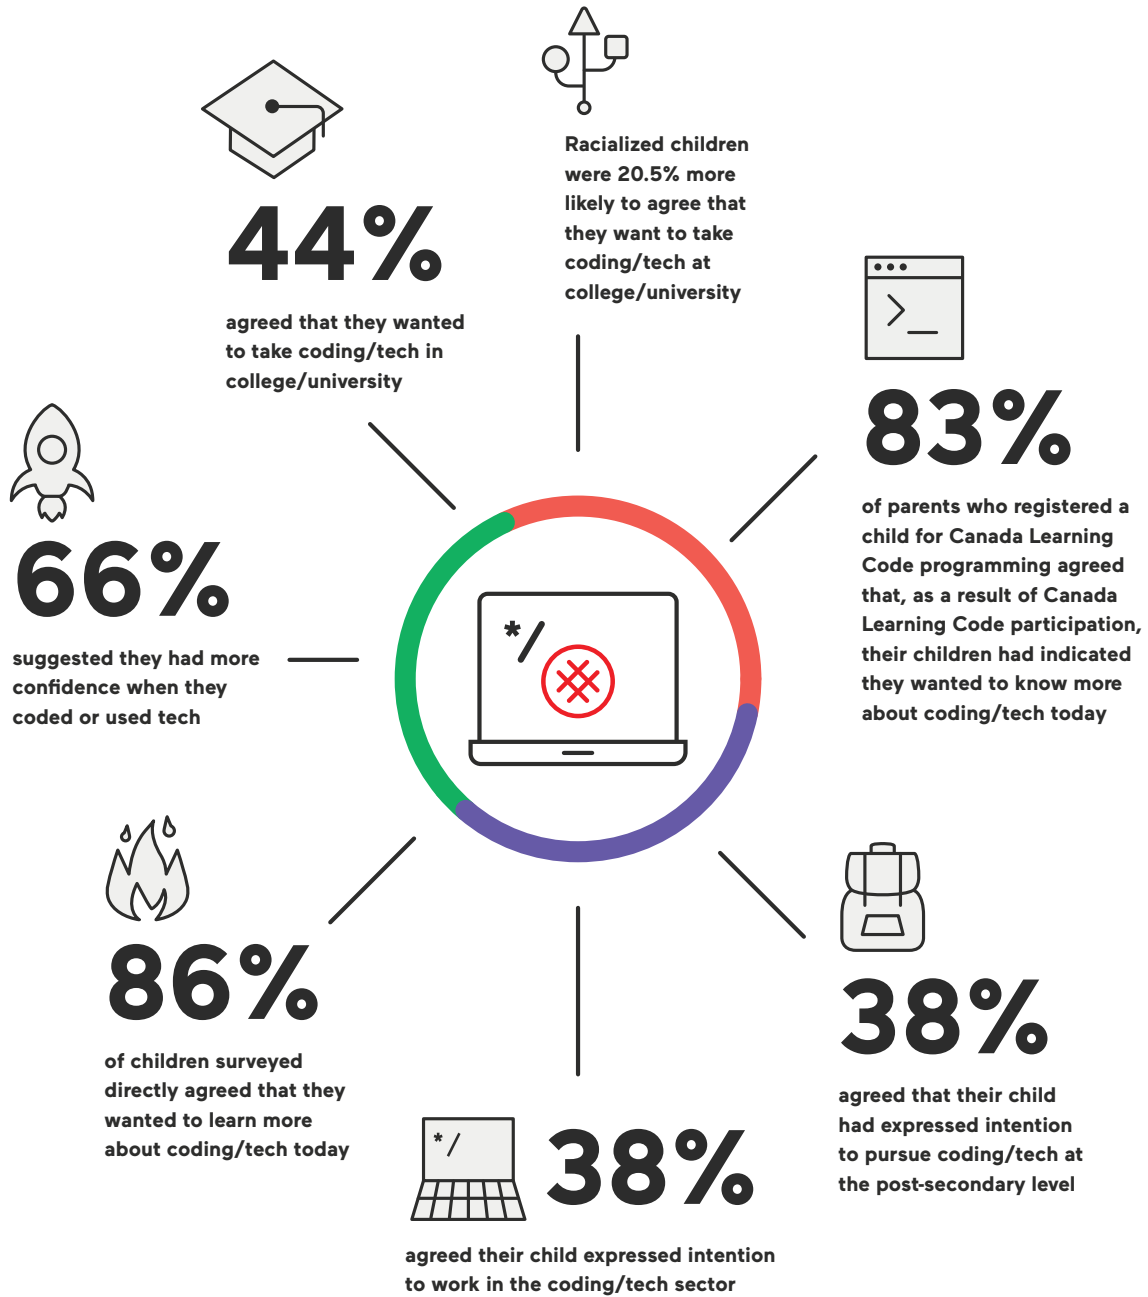 Racialized children
were 20.5% more
likely to agree that
they want to take
coding/tech at
college/university
44%
agreed that they wanted
to take coding/tech in
college/university
83%
of parents who registered a
child for Canada Learning
Code programming agreed
that, as a result of Canada
Learning Code participation,
their children had indicated
they wanted to know more
about coding/tech today
66%
suggested they had more
confidence when they
coded or used tech
*/
86%
of children surveyed
directly agreed that they
wanted to learn more
about coding/tech today
38%
agreed that their child
had expressed intention
to pursue coding/tech at
the post-secondary level
*/
38%
agreed their child expressed intention
to work in the coding/tech sector